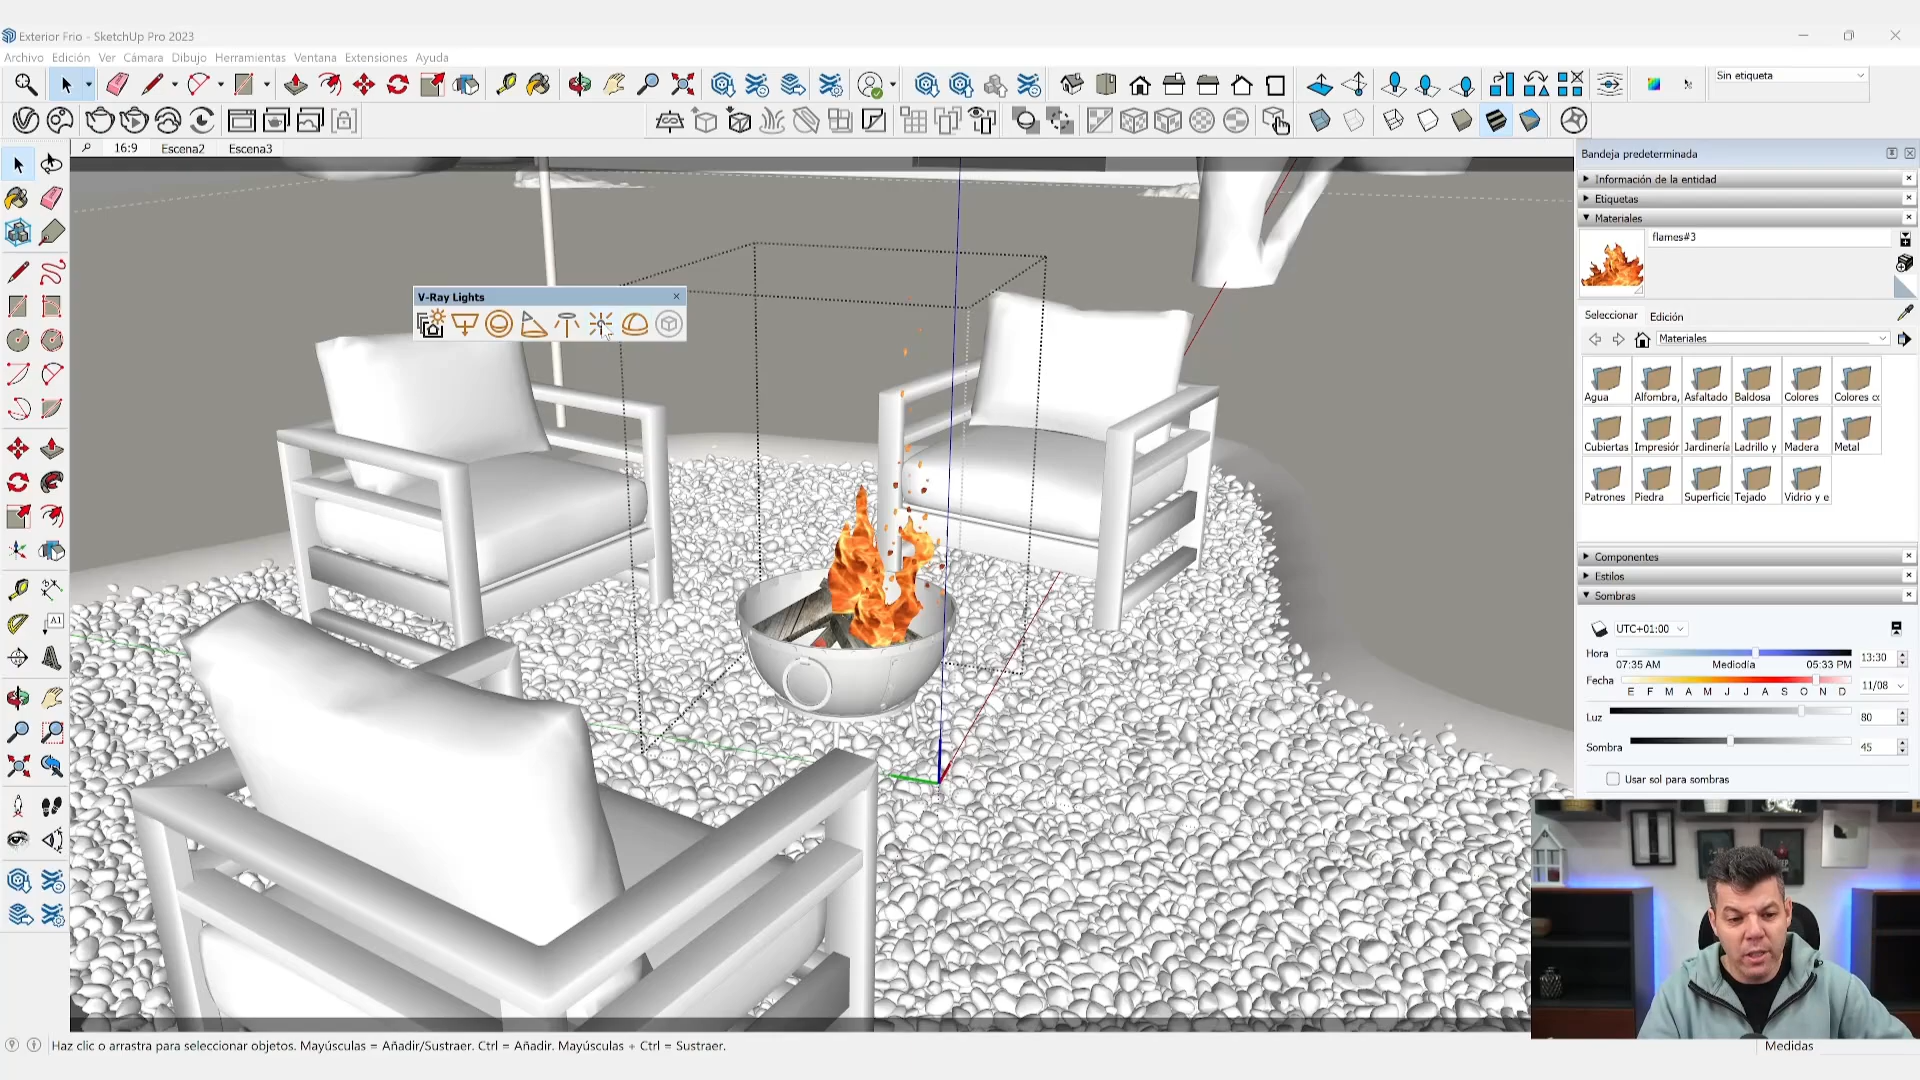 Exterior Frio - SketchUp Pro 2023
Archivo Edición Ver Cámara Dibujo Herramientas Ventana Extensiones Ayuda
Sin etiqueta
16:9 Escena2 Escena3
Bandeja predeterminada
Información de la entidad
Etiquetas
Materiales
flames#3
V-Ray Lights
Seleccionar Edición
Materiales
Agua Alfombra, Asfaltado Baldosa Colores Colores co
Cubiertas Impresión Jardinería Ladrillo y Madera Metal
Patrones Piedra Superficie Tejado Vidrio y e
Componentes
Estilos
Sombras
UTC+01:00
Hora 07:35 AM Mediodía 05:33 PM 13:30
Fecha E F M A M J J A S O N D 11/08
Luz 80
Sombra 45
Usar sol para sombras
Haz clic o arrastra para seleccionar objetos. Mayúsculas = Añadir/Sustraer. Ctrl = Añadir. Mayúsculas + Ctrl = Sustraer.
Medidas